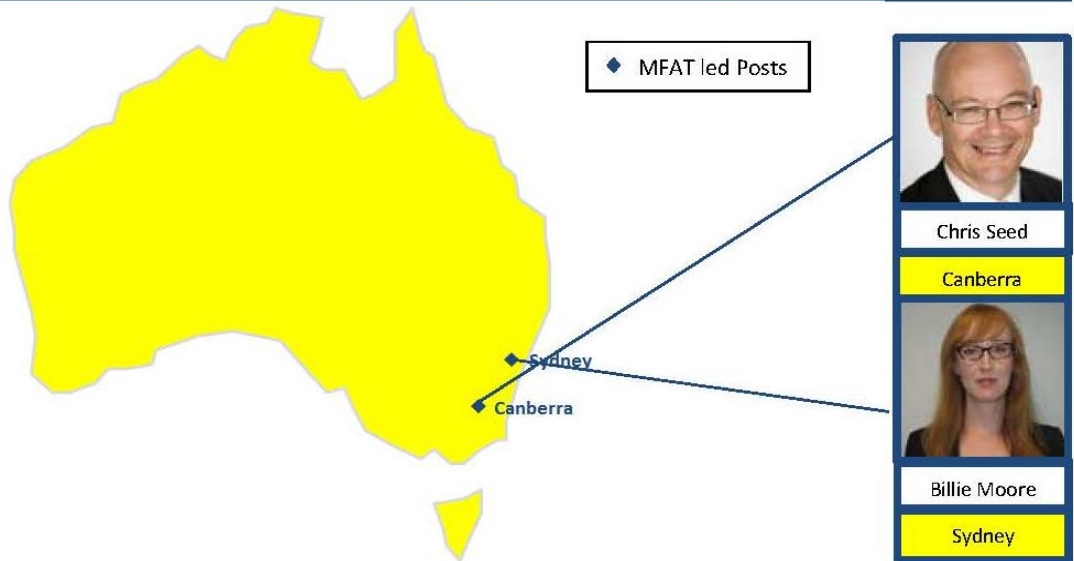 MFAT led Posts
Chris Seed
Canberra
Sydney
Canberra
Billie Moore
Sydney